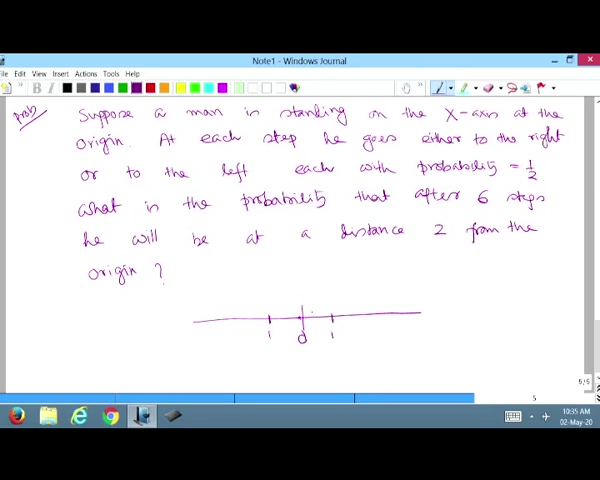 Note1 - Windows Journal
File Edit View Insert Actions Tools Help
Prob
Suppose a man is standing on the X-axis at the
origin. At each step he goes either to the right
or to the left each with probability = 1/2
what is the probability that after 6 steps
he will be at a distance 2 from the
origin ?
1 0 1
5/5
5
10:35 AM
02-May-20